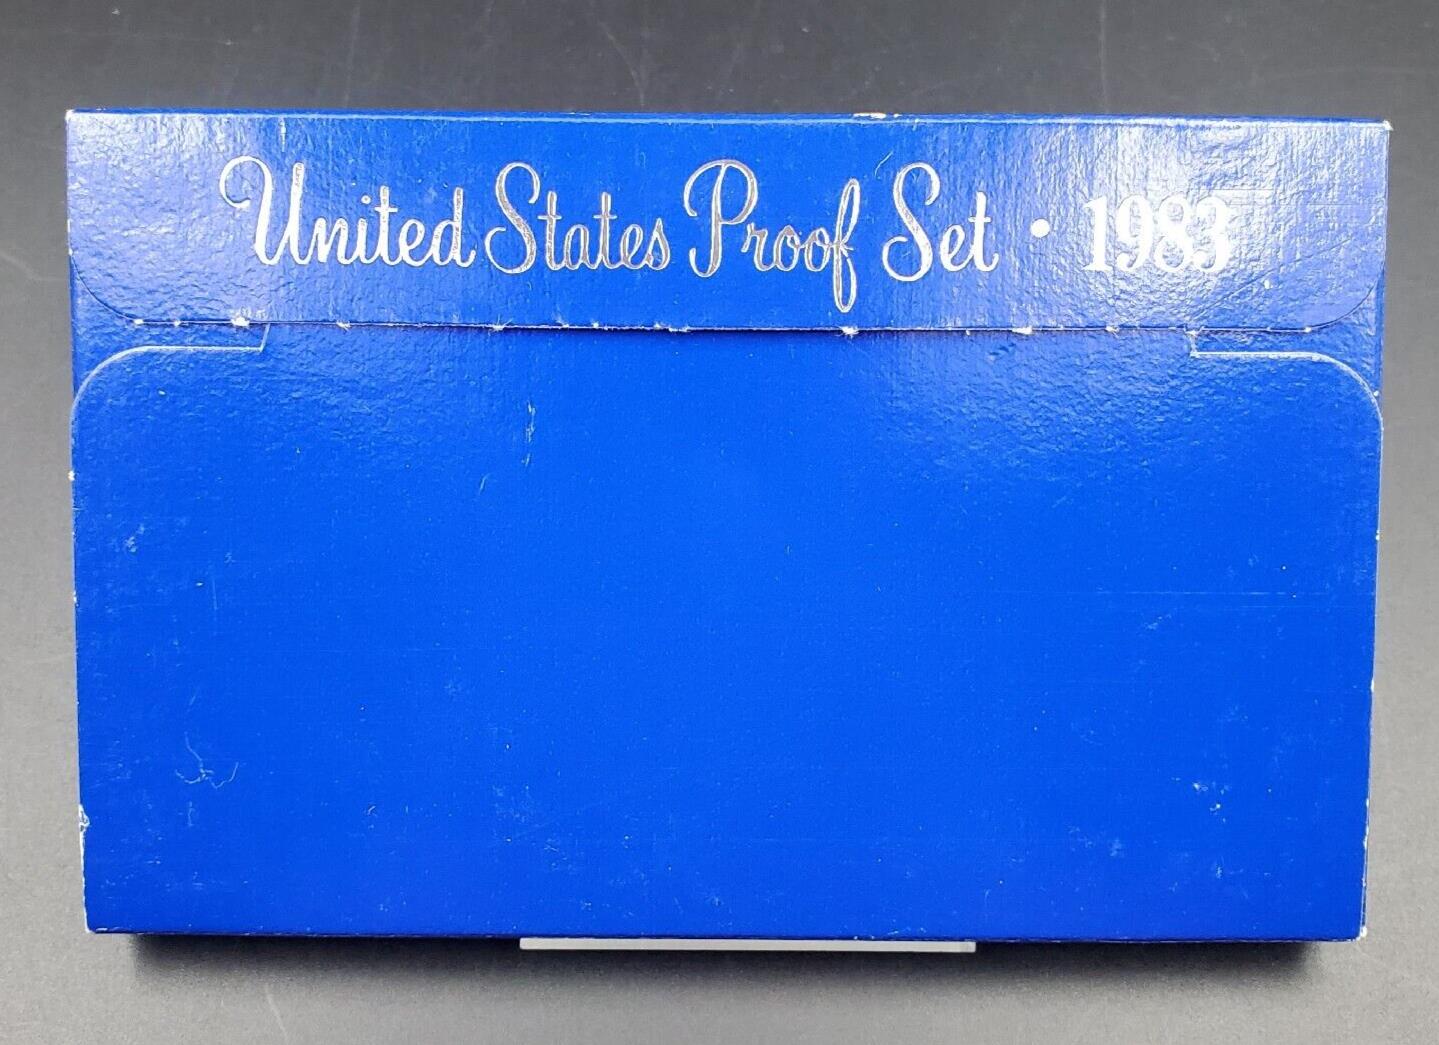 United States Proof Set · 1983